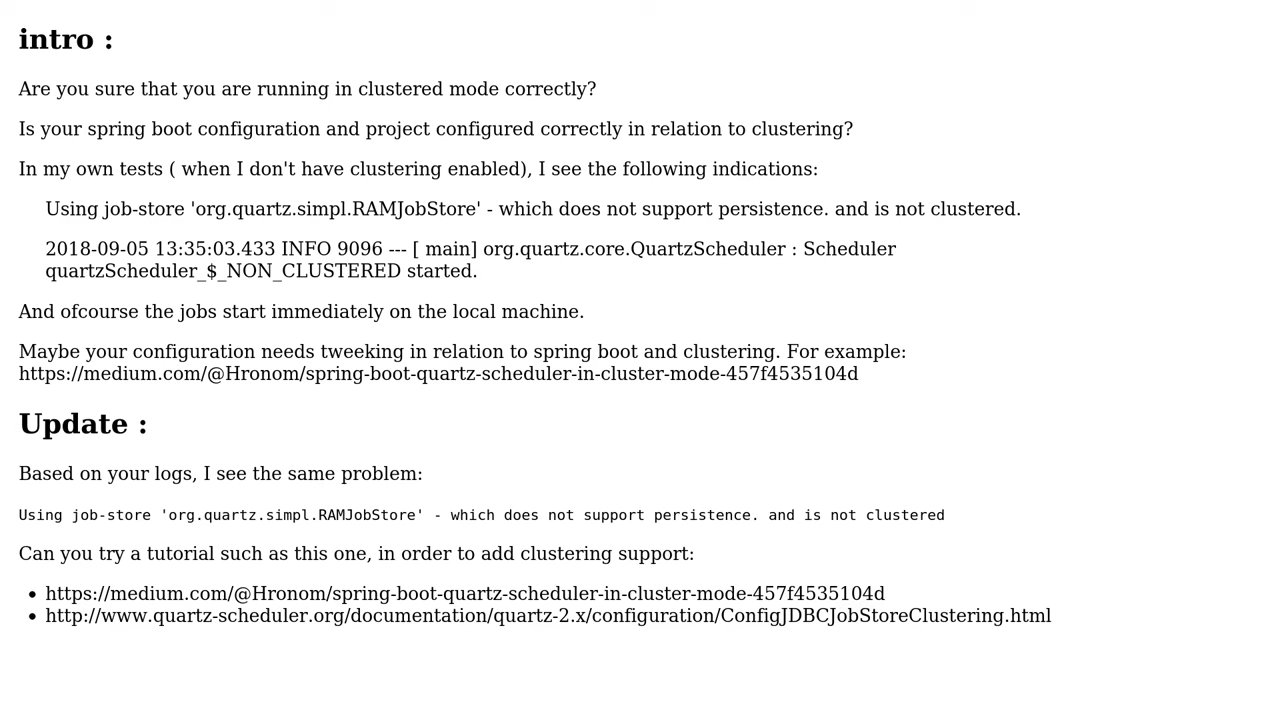 intro :
Are you sure that you are running in clustered mode correctly?
Is your spring boot configuration and project configured correctly in relation to clustering?
In my own tests ( when I don't have clustering enabled), I see the following indications:
Using job-store 'org.quartz.simpl.RAMJobStore' - which does not support persistence. and is not clustered.
2018-09-05 13:35:03.433 INFO 9096 --- [ main] org.quartz.core.QuartzScheduler : Scheduler
quartzScheduler_$_NON_CLUSTERED started.
And ofcourse the jobs start immediately on the local machine.
Maybe your configuration needs tweeking in relation to spring boot and clustering. For example:
https://medium.com/@Hronom/spring-boot-quartz-scheduler-in-cluster-mode-457f4535104d
Update :
Based on your logs, I see the same problem:
Using job-store 'org.quartz.simpl.RAMJobStore' - which does not support persistence. and is not clustered
Can you try a tutorial such as this one, in order to add clustering support:
• https://medium.com/@Hronom/spring-boot-quartz-scheduler-in-cluster-mode-457f4535104d
• http://www.quartz-scheduler.org/documentation/quartz-2.x/configuration/ConfigJDBCJobStoreClustering.html